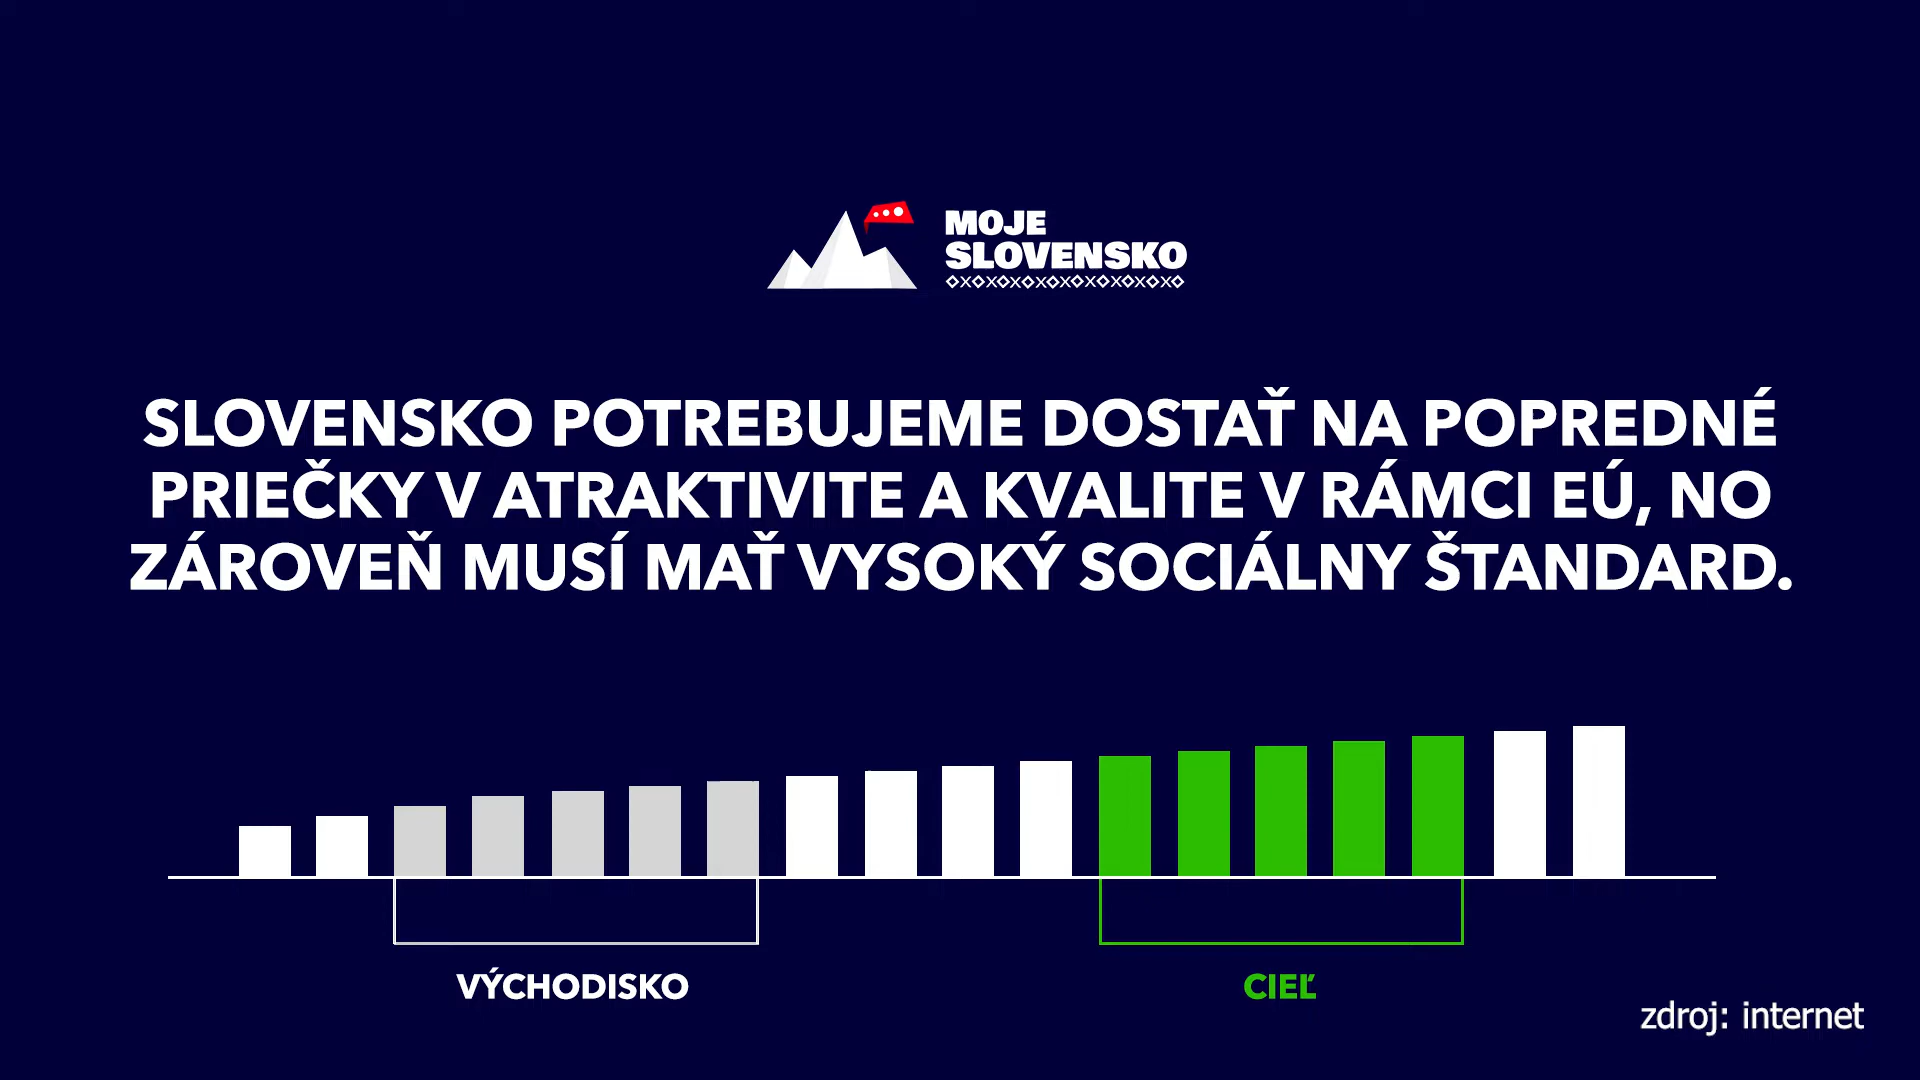 MOJE
SLOVENSKO
SLOVENSKO POTREBUJEME DOSTAŤ NA POPREDNÉ
PRIEČKY V ATRAKTIVITE A KVALITE V RÁMCI EÚ, NO
ZÁROVEŇ MUSÍ MAŤ VYSOKÝ SOCIÁLNY ŠTANDARD.
VÝCHODISKO
CIEĽ
zdroj: internet